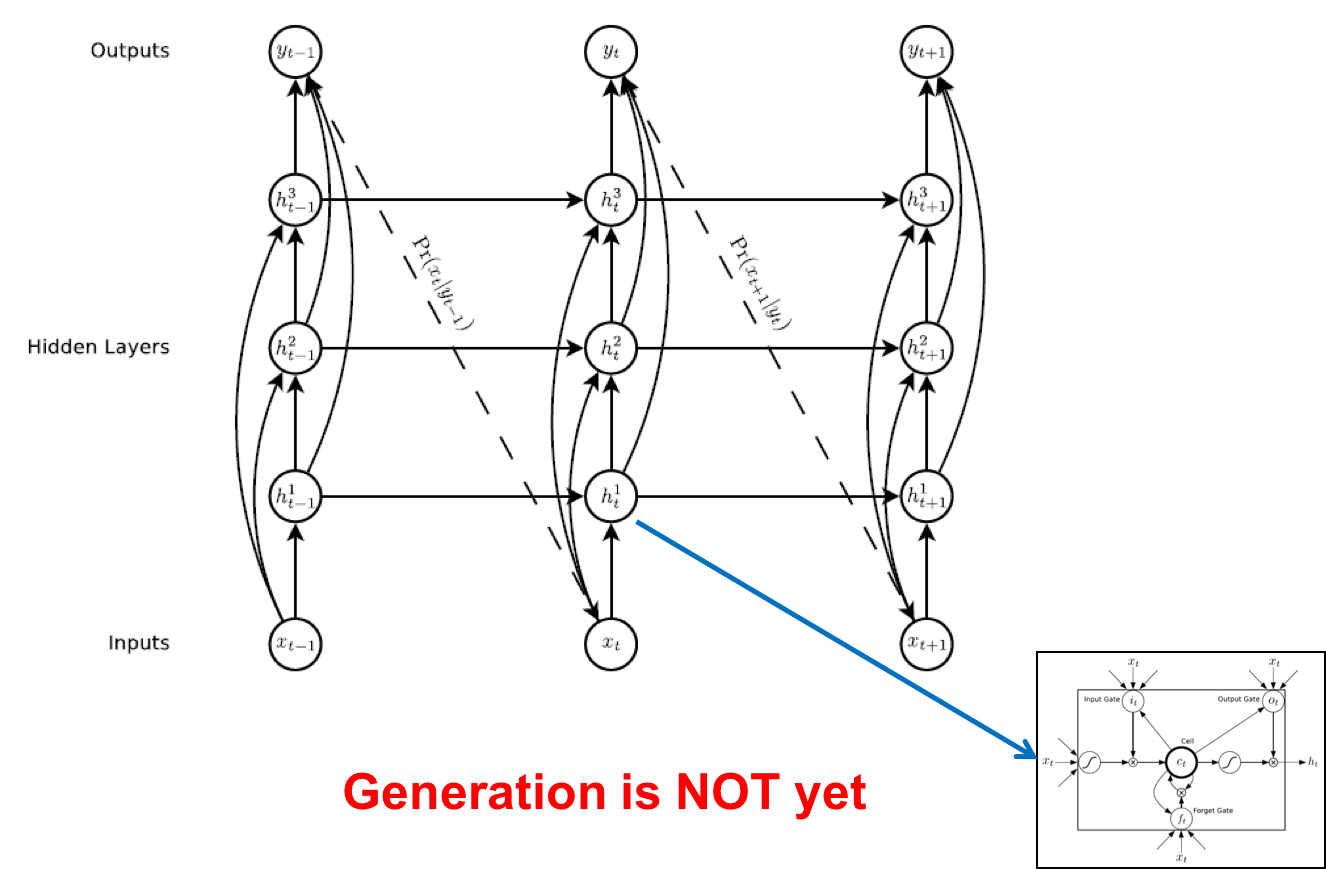 Outputs
y_{t-1}
y_t
y_{t+1}
h^3_{t-1}
h^3_t
h^3_{t+1}
Pr(x_t|y_{t-1})
Pr(x_{t+1}|y_t)
Hidden Layers
h^2_{t-1}
h^2_t
h^2_{t+1}
h^1_{t-1}
h^1_t
h^1_{t+1}
Inputs
x_{t-1}
x_t
x_{t+1}
Generation is NOT yet
x_t
x_t
Input Gate
i_t
Output Gate
o_t
Cell
x_t
c_t
h_t
Forget Gate
f_t
x_t